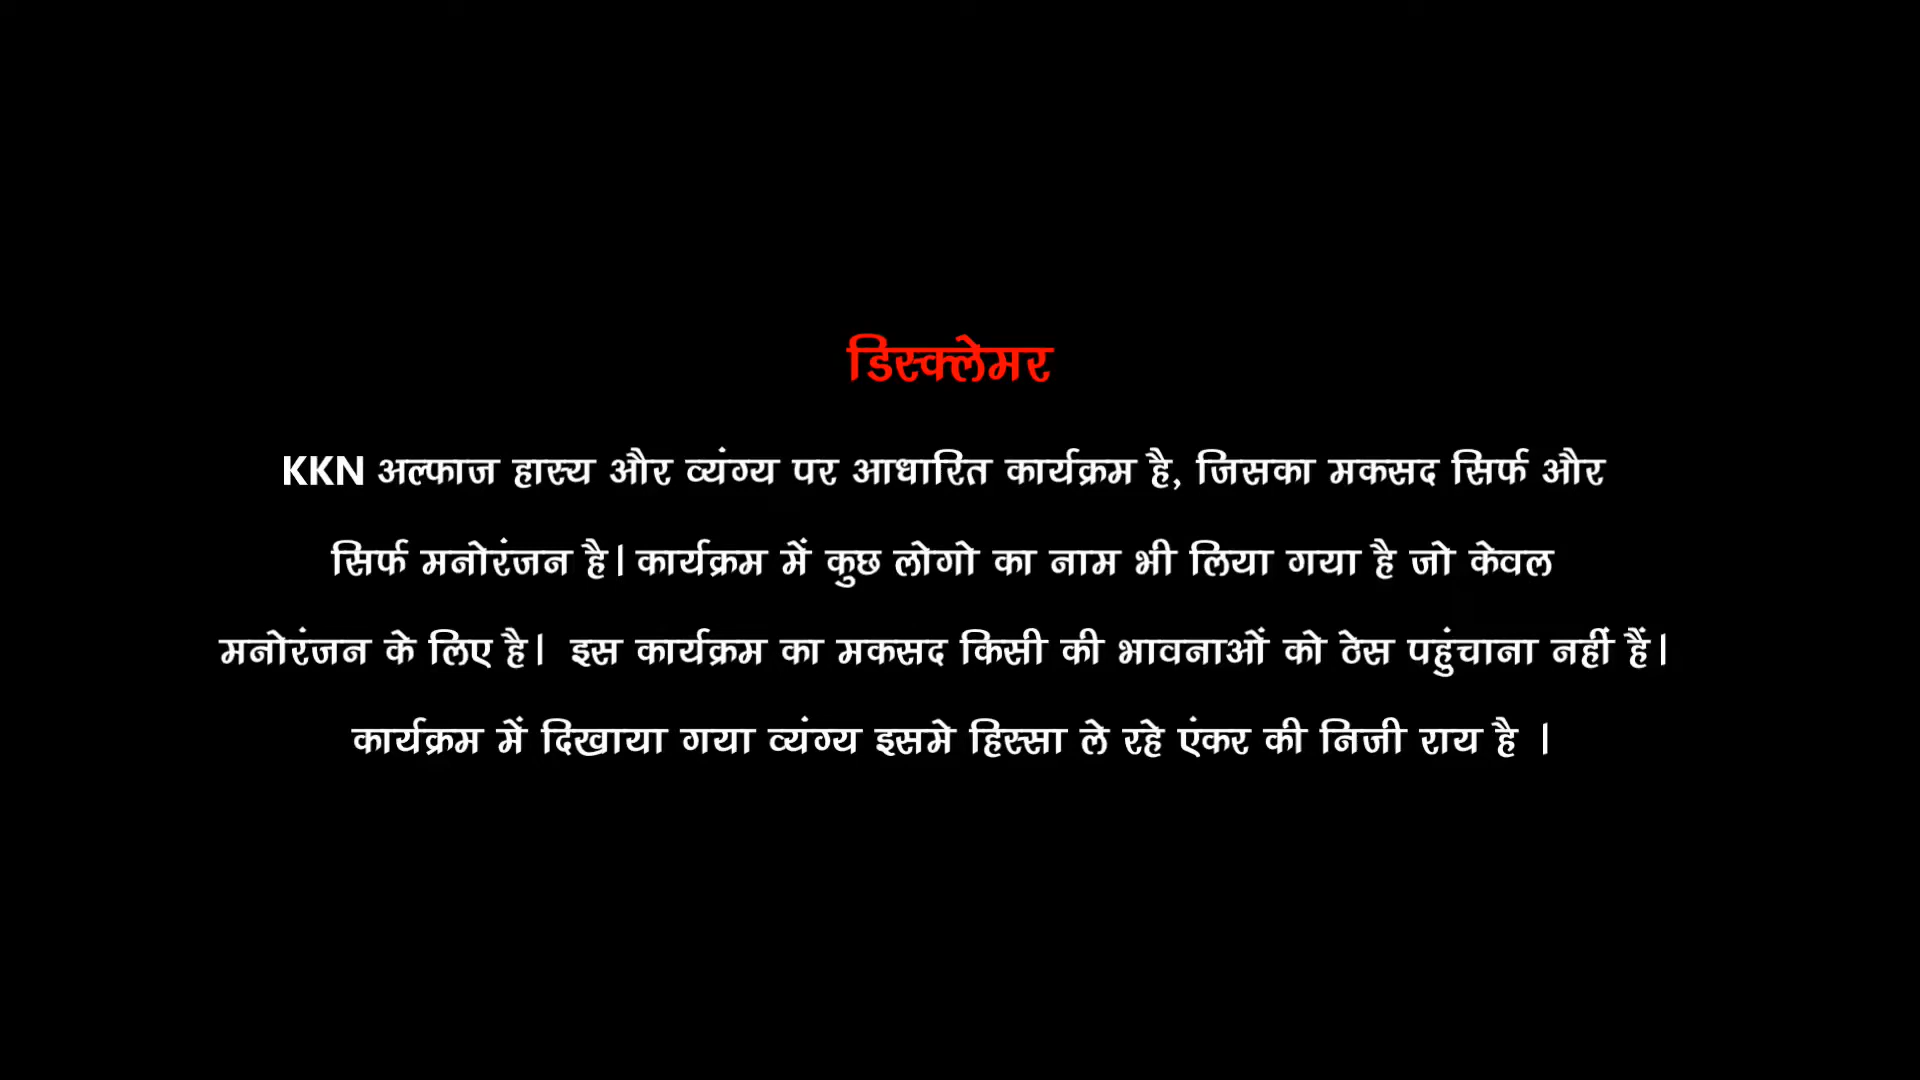 डिस्क्लेमर
KKN अल्फाज हास्य और व्यंग्य पर आधारित कार्यक्रम है, जिसका मकसद सिर्फ और
सिर्फ मनोरंजन है। कार्यक्रम में कुछ लोगो का नाम भी लिया गया है जो केवल
मनोरंजन के लिए है। इस कार्यक्रम का मकसद किसी की भावनाओं को ठेस पहुंचाना नहीं हैं।
कार्यक्रम में दिखाया गया व्यंग्य इसमे हिस्सा ले रहे एंकर की निजी राय है ।